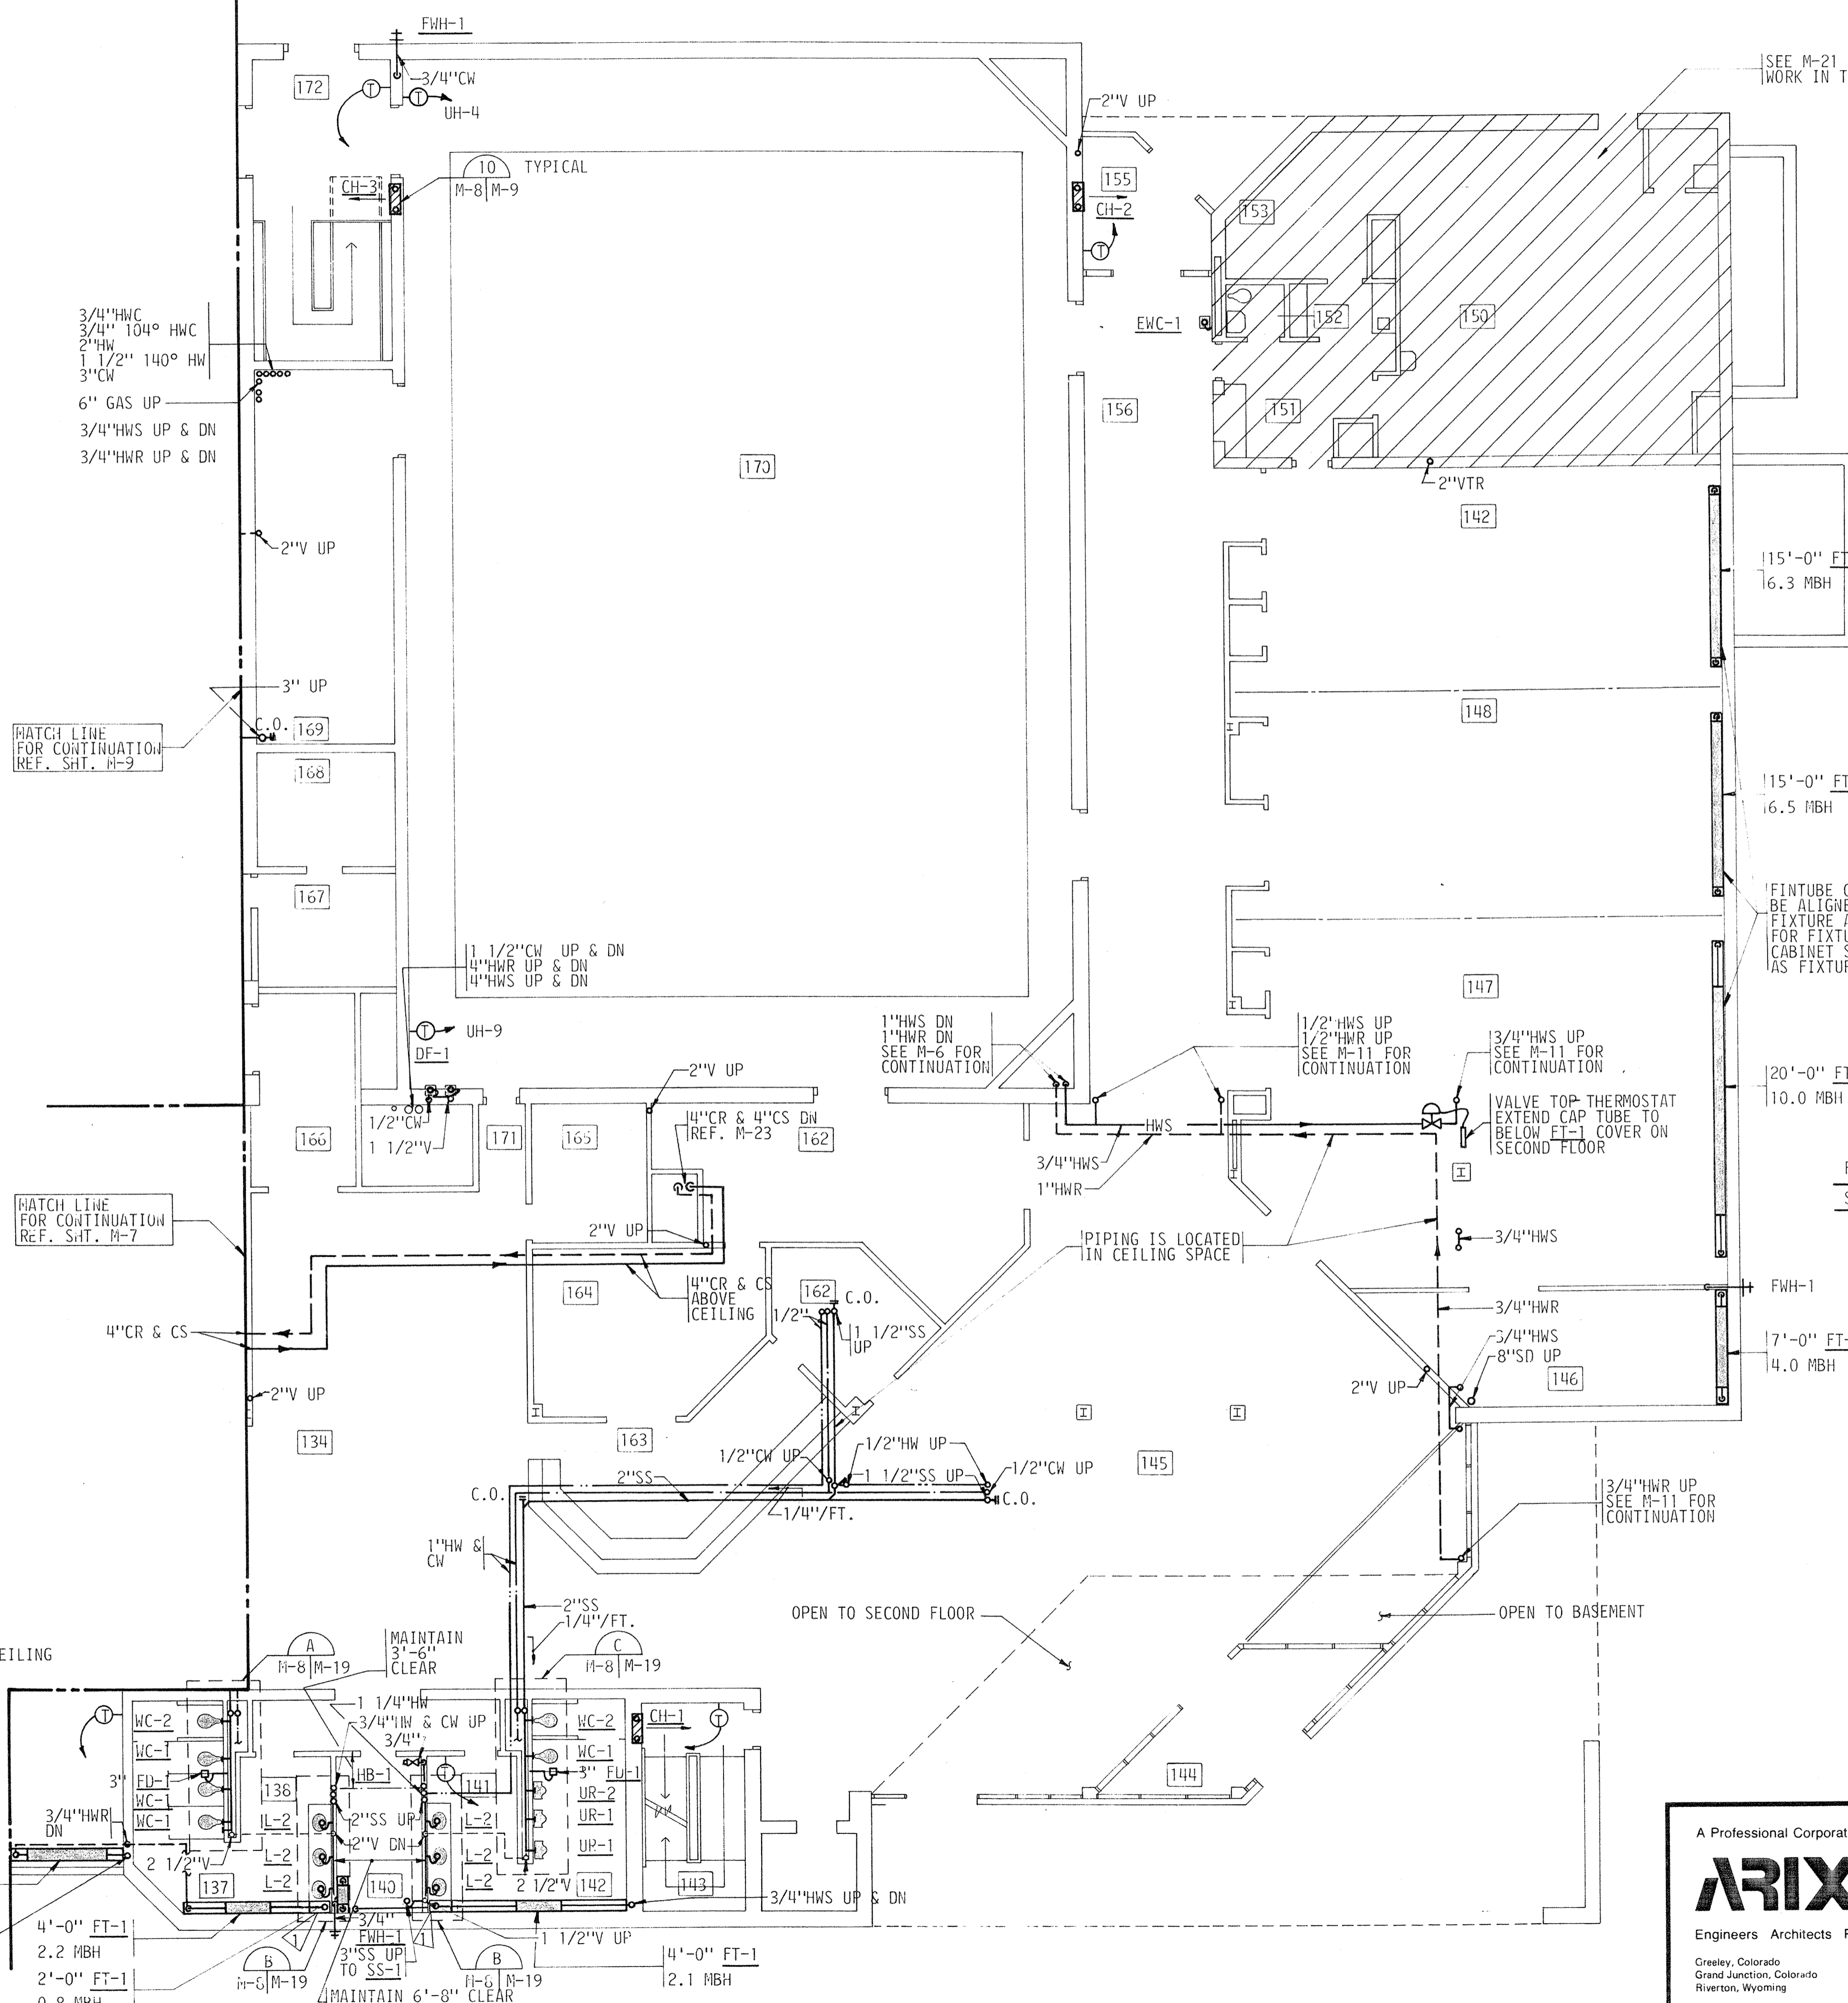 FWH-1
3/4"CW
172
T
T
UH-4
SEE M-21
WORK IN T
2"V UP
10
TYPICAL
M-8 M-9
CH-3
155
CH-2
T
153
EWC-1
152
150
3/4"HWC
3/4" 104° HWC
2"HW
1 1/2" 140° HW
3"CW
6" GAS UP
3/4"HWS UP & DN
3/4"HWR UP & DN
156
151
170
2"VTR
142
2"V UP
15'-0" FT
6.3 MBH
3" UP
C.O.
169
148
MATCH LINE
FOR CONTINUATION
REF. SHT. M-9
168
15'-0" FT
6.5 MBH
167
FINTUBE
BE ALIGNE
FIXTURE A
FOR FIXTU
CABINET S
AS FIXTUR
1 1/2"CW UP & DN
4"HWR UP & DN
4"HWS UP & DN
147
T
UH-9
DF-1
1"HWS DN
1"HWR DN
SEE M-6 FOR
CONTINUATION
1/2"HWS UP
1/2"HWR UP
SEE M-11 FOR
CONTINUATION
3/4"HWS UP
SEE M-11 FOR
CONTINUATION
20'-0" FT
10.0 MBH
2"V UP
VALVE TOP THERMOSTAT
EXTEND CAP TUBE TO
BELOW FT-1 COVER ON
SECOND FLOOR
1/2"CW
1 1/2"V
166
171
165
4"CR & 4"CS DN
REF. M-23
162
HWS
3/4"HWS
1"HWR
MATCH LINE
FOR CONTINUATION
REF. SHT. M-7
2"V UP
PIPING IS LOCATED
IN CEILING SPACE
3/4"HWS
4"CR & CS
ABOVE
CEILING
164
162
C.O.
1/2"
1 1/2"SS
UP
FWH-1
3/4"HWR
4"CR & CS
3/4"HWS
8"SD UP
7'-0" FT-
4.0 MBH
2"V UP
2"V UP
146
134
163
1/2"CW UP
1/2"HW UP
1 1/2"SS UP
1/2"CW UP
145
2"SS
C.O.
C.O.
1/4"/FT.
3/4"HWR UP
SEE M-11 FOR
CONTINUATION
1"HW &
CW
2"SS
1/4"/FT.
OPEN TO SECOND FLOOR
OPEN TO BASEMENT
EILING
A
M-8 M-19
MAINTAIN
3'-6"
CLEAR
C
M-8 M-19
1 1/4"HW
3/4"HW & CW UP
3/4"
T
WC-2
WC-2
CH-1
T
WC-1
HB-1
T
WC-1
3" FD-1
138
141
3" FD-1
144
WC-1
UR-2
3/4"HWR
DN
WC-1
L-2
2"SS UP
L-2
UR-1
2"V DN
UR-1
2 1/2"V
L-2
L-2
137
L-2
140
L-2
2 1/2"V
142
143
3/4"HWS UP & DN
3/4"
4'-0" FT-1
2.2 MBH
1
FWH-1
1
1 1/2"V UP
3"SS UP
TO SS-1
4'-0" FT-1
2.1 MBH
B
M-8 M-19
B
M-8 M-19
2'-0" FT-1
0.8 MBH
MAINTAIN 6'-8" CLEAR
A Professional Corporat
ARIX
Engineers Architects P
Greeley, Colorado
Grand Junction, Colorado
Riverton, Wyoming